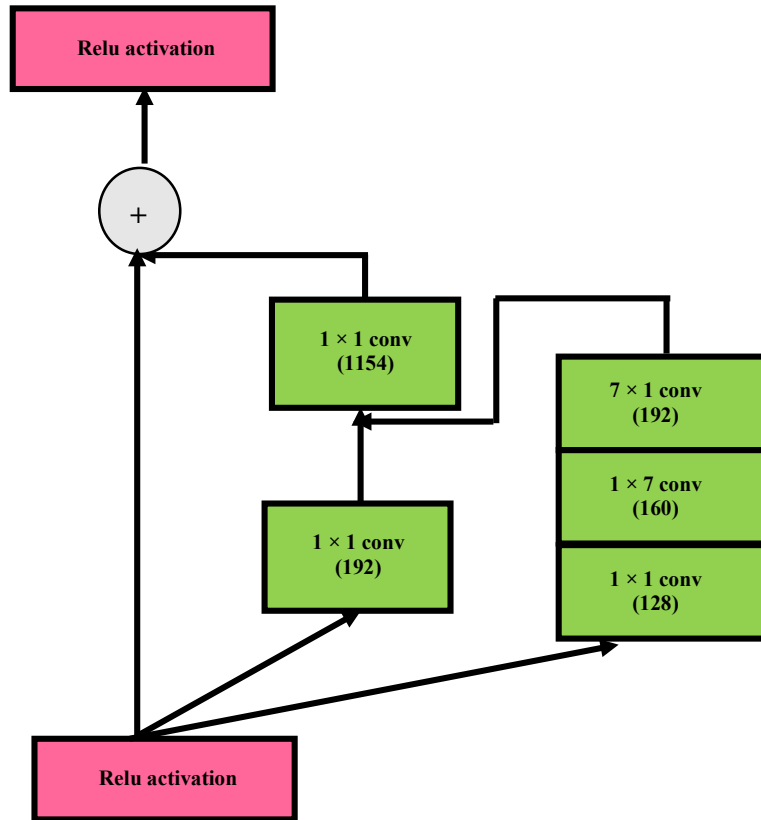 Relu activation
+
1 × 1 conv
(1154)
7 × 1 conv
(192)
1 × 7 conv
(160)
1 × 1 conv
(192)
1 × 1 conv
(128)
Relu activation